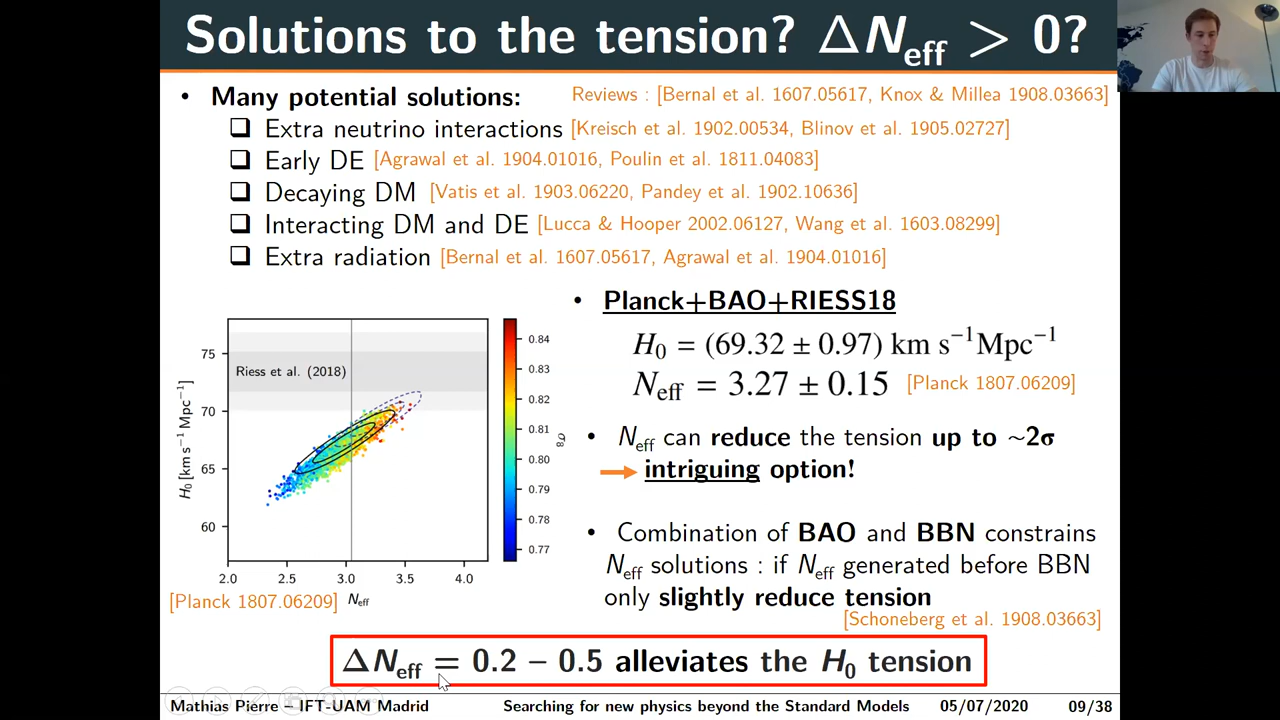 Solutions to the tension? ΔNeff > 0?
• Many potential solutions: Reviews : [Bernal et al. 1607.05617, Knox & Millea 1908.03663]
❑ Extra neutrino interactions [Kreisch et al. 1902.00534, Blinov et al. 1905.02727]
❑ Early DE [Agrawal et al. 1904.01016, Poulin et al. 1811.04083]
❑ Decaying DM [Vatis et al. 1903.06220, Pandey et al. 1902.10636]
❑ Interacting DM and DE [Lucca & Hooper 2002.06127, Wang et al. 1603.08299]
❑ Extra radiation [Bernal et al. 1607.05617, Agrawal et al. 1904.01016]
75
70
65
60
H0 [km s−1 Mpc−1]
Riess et al. (2018)
2.0 2.5 3.0 3.5 4.0
Neff
0.84
0.83
0.82
0.81
0.80
0.79
0.78
0.77
σ8
[Planck 1807.06209]
• Planck+BAO+RIESS18
H0 = (69.32 ± 0.97) km s−1Mpc−1
Neff = 3.27 ± 0.15 [Planck 1807.06209]
• Neff can reduce the tension up to ~2σ
intriguing option!
• Combination of BAO and BBN constrains
Neff solutions : if Neff generated before BBN
only slightly reduce tension
[Schoneberg et al. 1908.03663]
ΔNeff = 0.2 – 0.5 alleviates the H0 tension
Mathias Pierre – IFT-UAM Madrid Searching for new physics beyond the Standard Models 05/07/2020 09/38